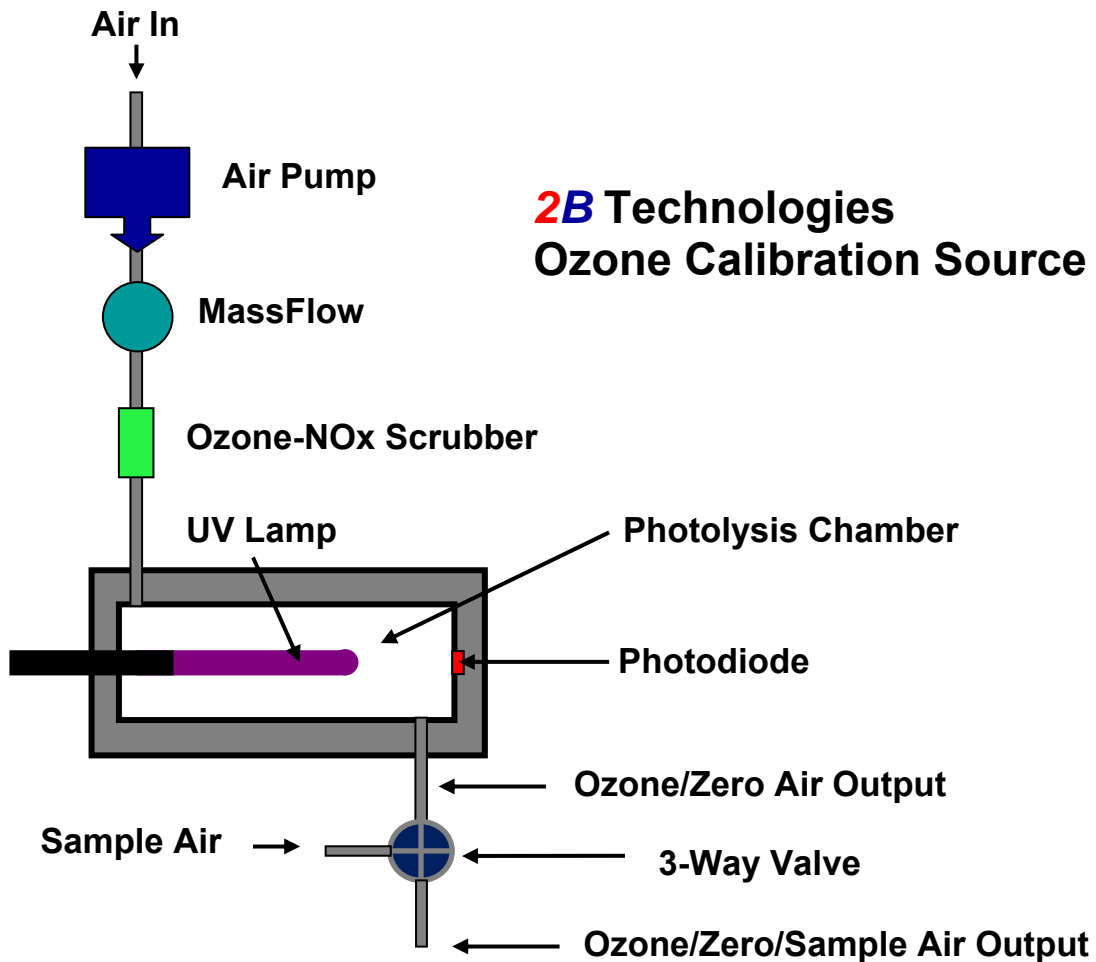 Air In
Air Pump
2B Technologies
Ozone Calibration Source
MassFlow
Ozone-NOx Scrubber
UV Lamp
Photolysis Chamber
Photodiode
Ozone/Zero Air Output
Sample Air
3-Way Valve
Ozone/Zero/Sample Air Output